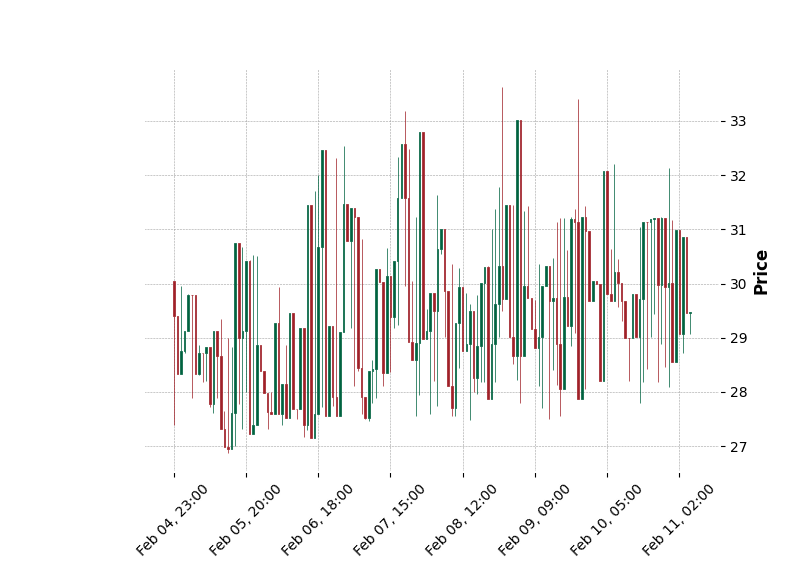 33
32
31
30
29
28
27
Price
Feb 04, 23:00
Feb 05, 20:00
Feb 06, 18:00
Feb 07, 15:00
Feb 08, 12:00
Feb 09, 09:00
Feb 10, 05:00
Feb 11, 02:00